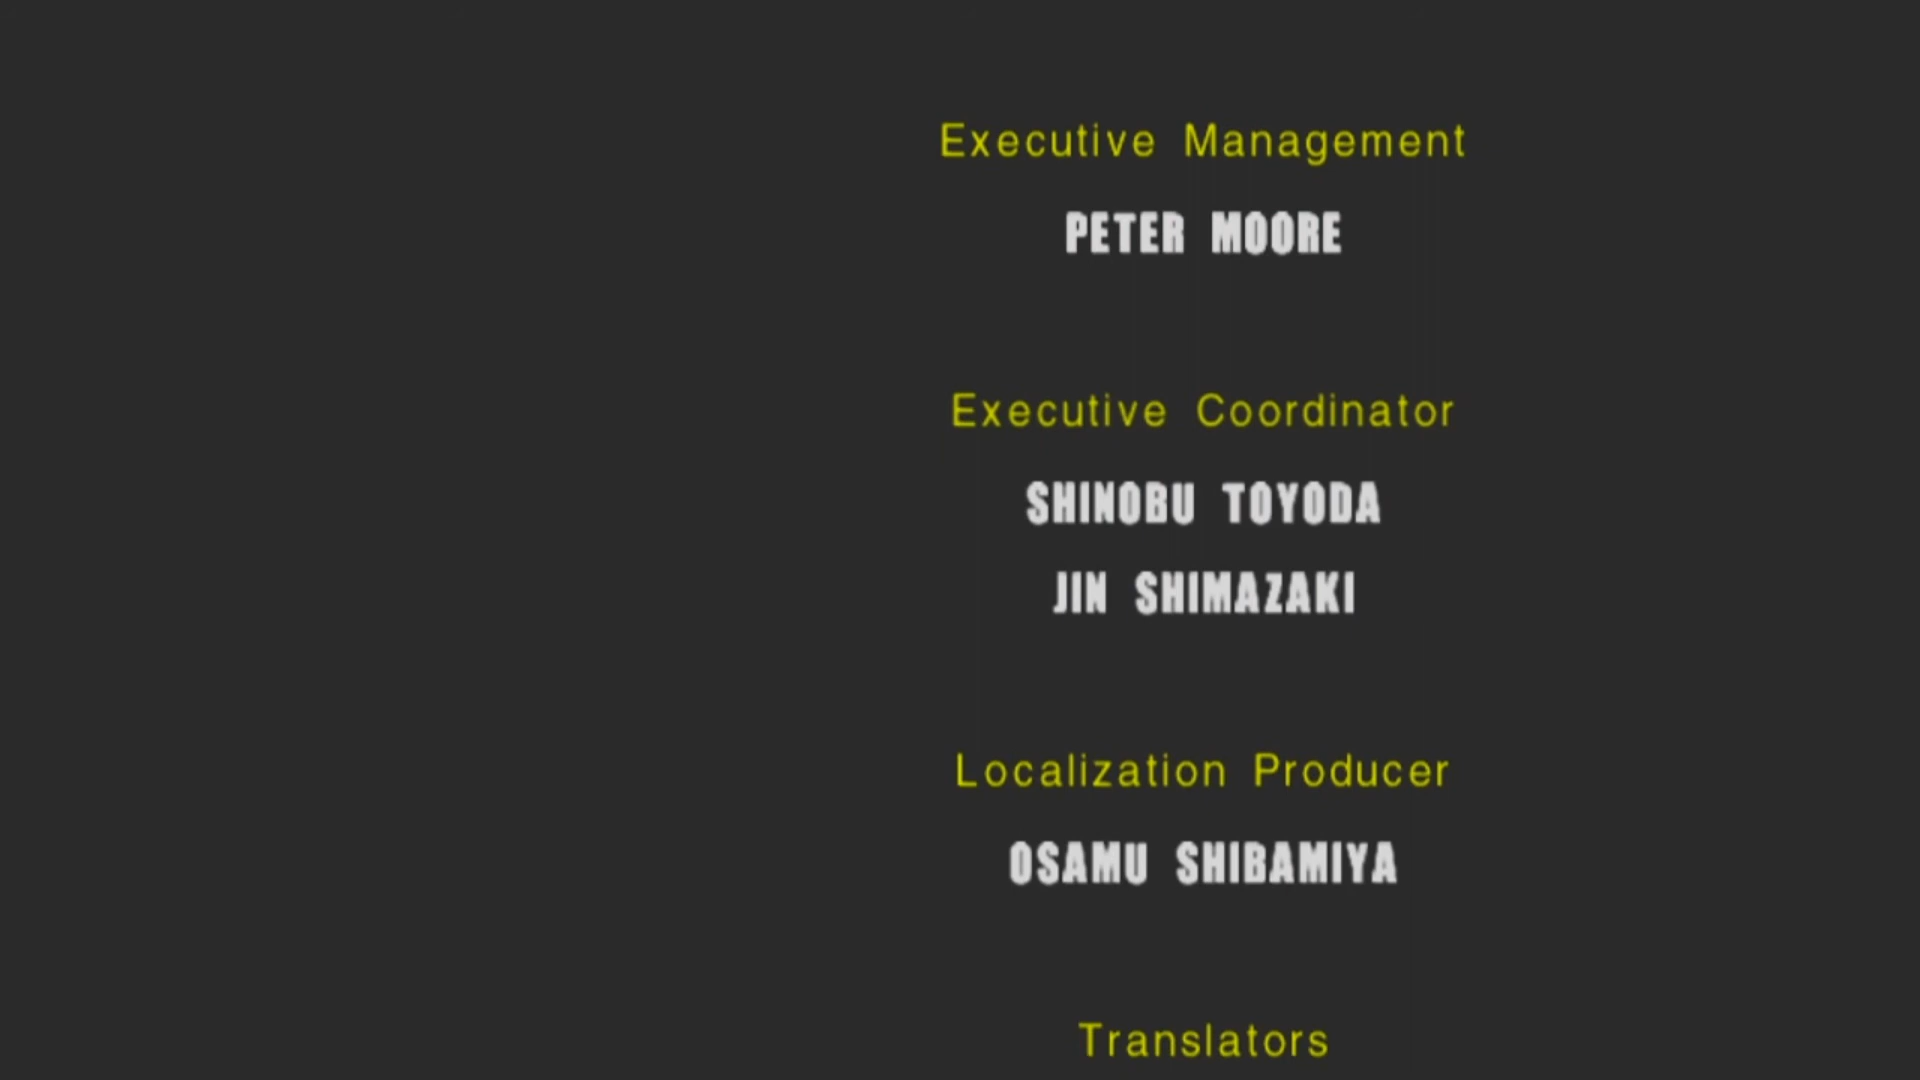 Executive Management
PETER MOORE
Executive Coordinator
SHINOBU TOYODA
JIN SHIMAZAKI
Localization Producer
OSAMU SHIBAMIYA
Translators